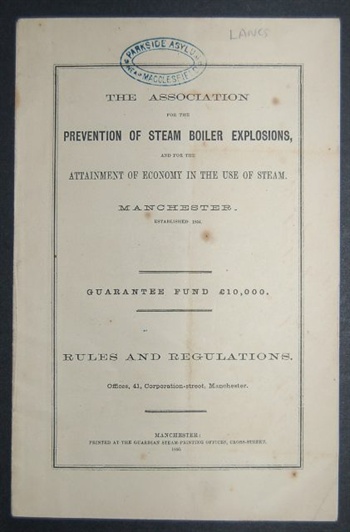 LANCS
PARKSIDE ASYLUM
NEAR MACCLESFIELD
THE ASSOCIATION
FOR THE
PREVENTION OF STEAM BOILER EXPLOSIONS,
AND FOR THE
ATTAINMENT OF ECONOMY IN THE USE OF STEAM.
MANCHESTER.
ESTABLISHED
GUARANTEE FUND £10,000.
RULES AND REGULATIONS.
Offices, 41, Corporation-street, Manchester.
MANCHESTER:
PRINTED AT THE GUARDIAN STEAM-PRINTING OFFICES, CROSS-STREET.